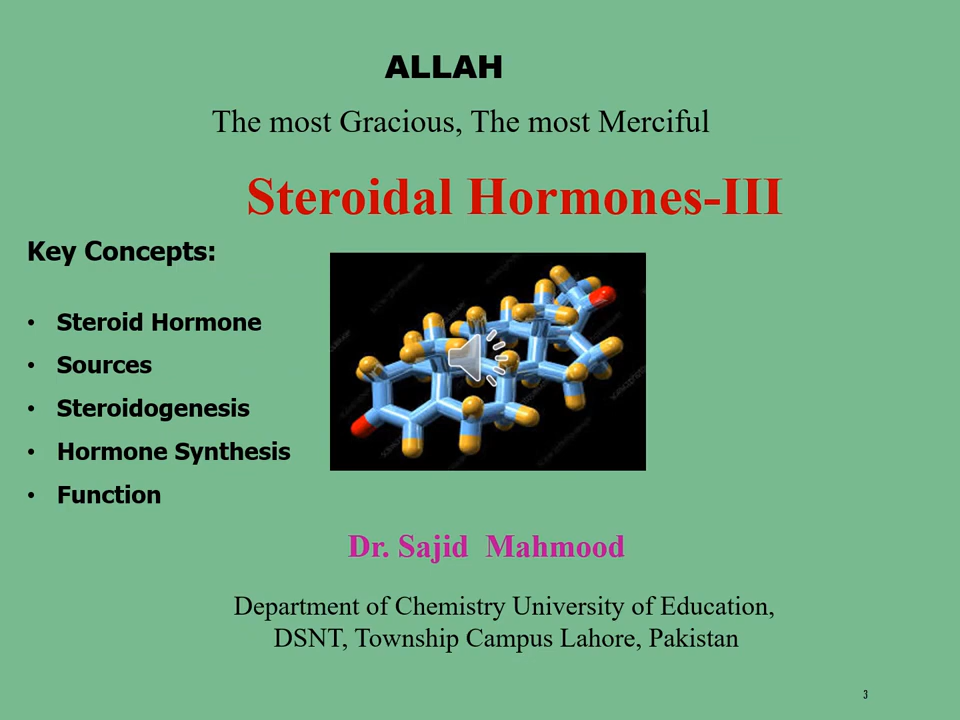 ALLAH
The most Gracious, The most Merciful
Steroidal Hormones-III
Key Concepts:
• Steroid Hormone
• Sources
• Steroidogenesis
• Hormone Synthesis
• Function
Dr. Sajid Mahmood
Department of Chemistry University of Education,
DSNT, Township Campus Lahore, Pakistan
3